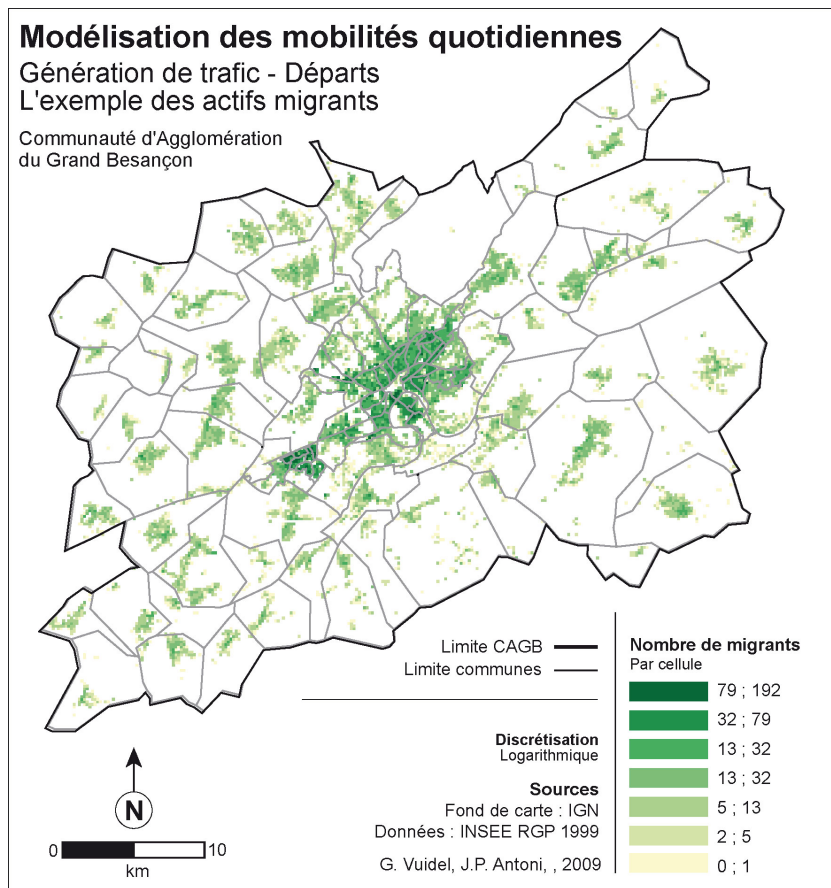 Modélisation des mobilités quotidiennes
Génération de trafic - Départs
L'exemple des actifs migrants
Communauté d'Agglomération
du Grand Besançon
Limite CAGB
Limite communes
Discrétisation
Logarithmique
Sources
Fond de carte : IGN
Données : INSEE RGP 1999
G. Vuidel, J.P. Antoni, , 2009
Nombre de migrants
Par cellule
79 ; 192
32 ; 79
13 ; 32
13 ; 32
5 ; 13
2 ; 5
0 ; 1
N
0 10
km